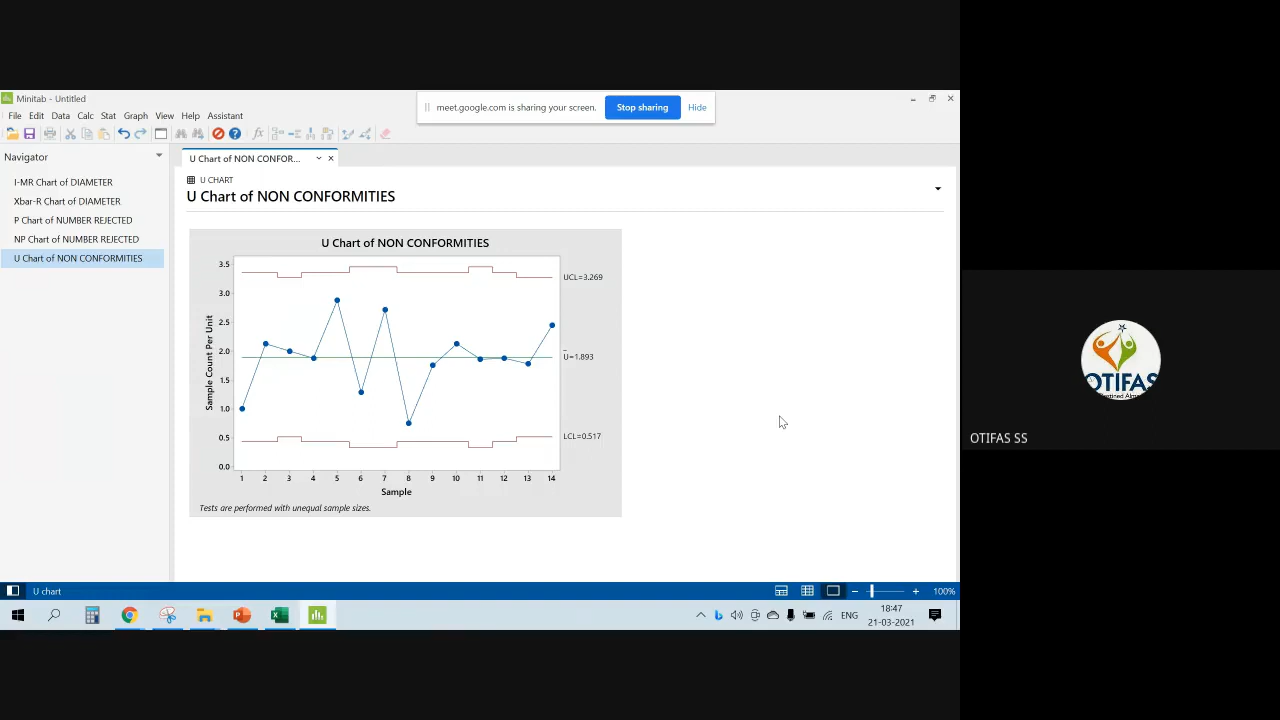 Minitab - Untitled
meet.google.com is sharing your screen. Stop sharing Hide
File Edit Data Calc Stat Graph View Help Assistant
Navigator
I-MR Chart of DIAMETER
Xbar-R Chart of DIAMETER
P Chart of NUMBER REJECTED
NP Chart of NUMBER REJECTED
U Chart of NON CONFORMITIES
U Chart of NON CONFOR...
U CHART
U Chart of NON CONFORMITIES
U Chart of NON CONFORMITIES
Sample Count Per Unit
3.5
3.0
2.5
2.0
1.5
1.0
0.5
0.0
UCL=3.269
U̅=1.893
LCL=0.517
1 2 3 4 5 6 7 8 9 10 11 12 13 14
Sample
Tests are performed with unequal sample sizes.
OTIFAS
OTIFAS SS
U chart
100%
ENG
18:47
21-03-2021